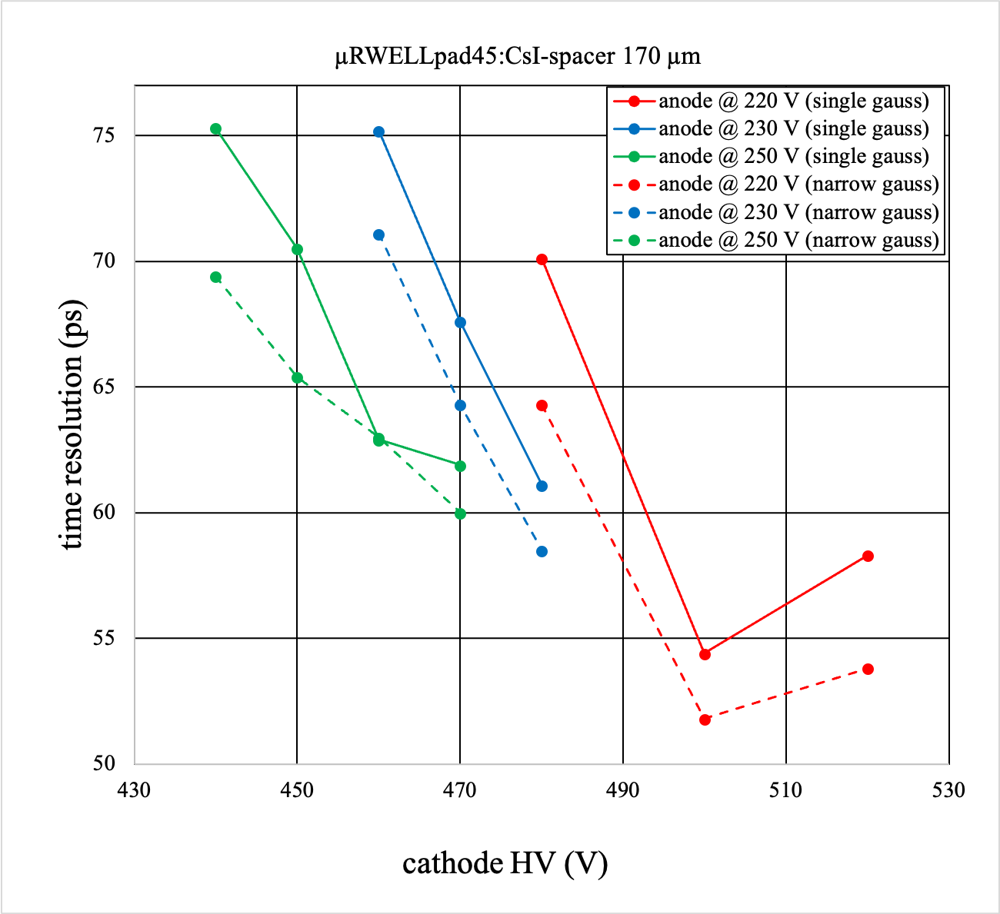 µRWELLpad45:CsI-spacer 170 µm
anode @ 220 V (single gauss)
anode @ 230 V (single gauss)
anode @ 250 V (single gauss)
anode @ 220 V (narrow gauss)
anode @ 230 V (narrow gauss)
anode @ 250 V (narrow gauss)
time resolution (ps)
75
70
65
60
55
50
430 450 470 490 510 530
cathode HV (V)